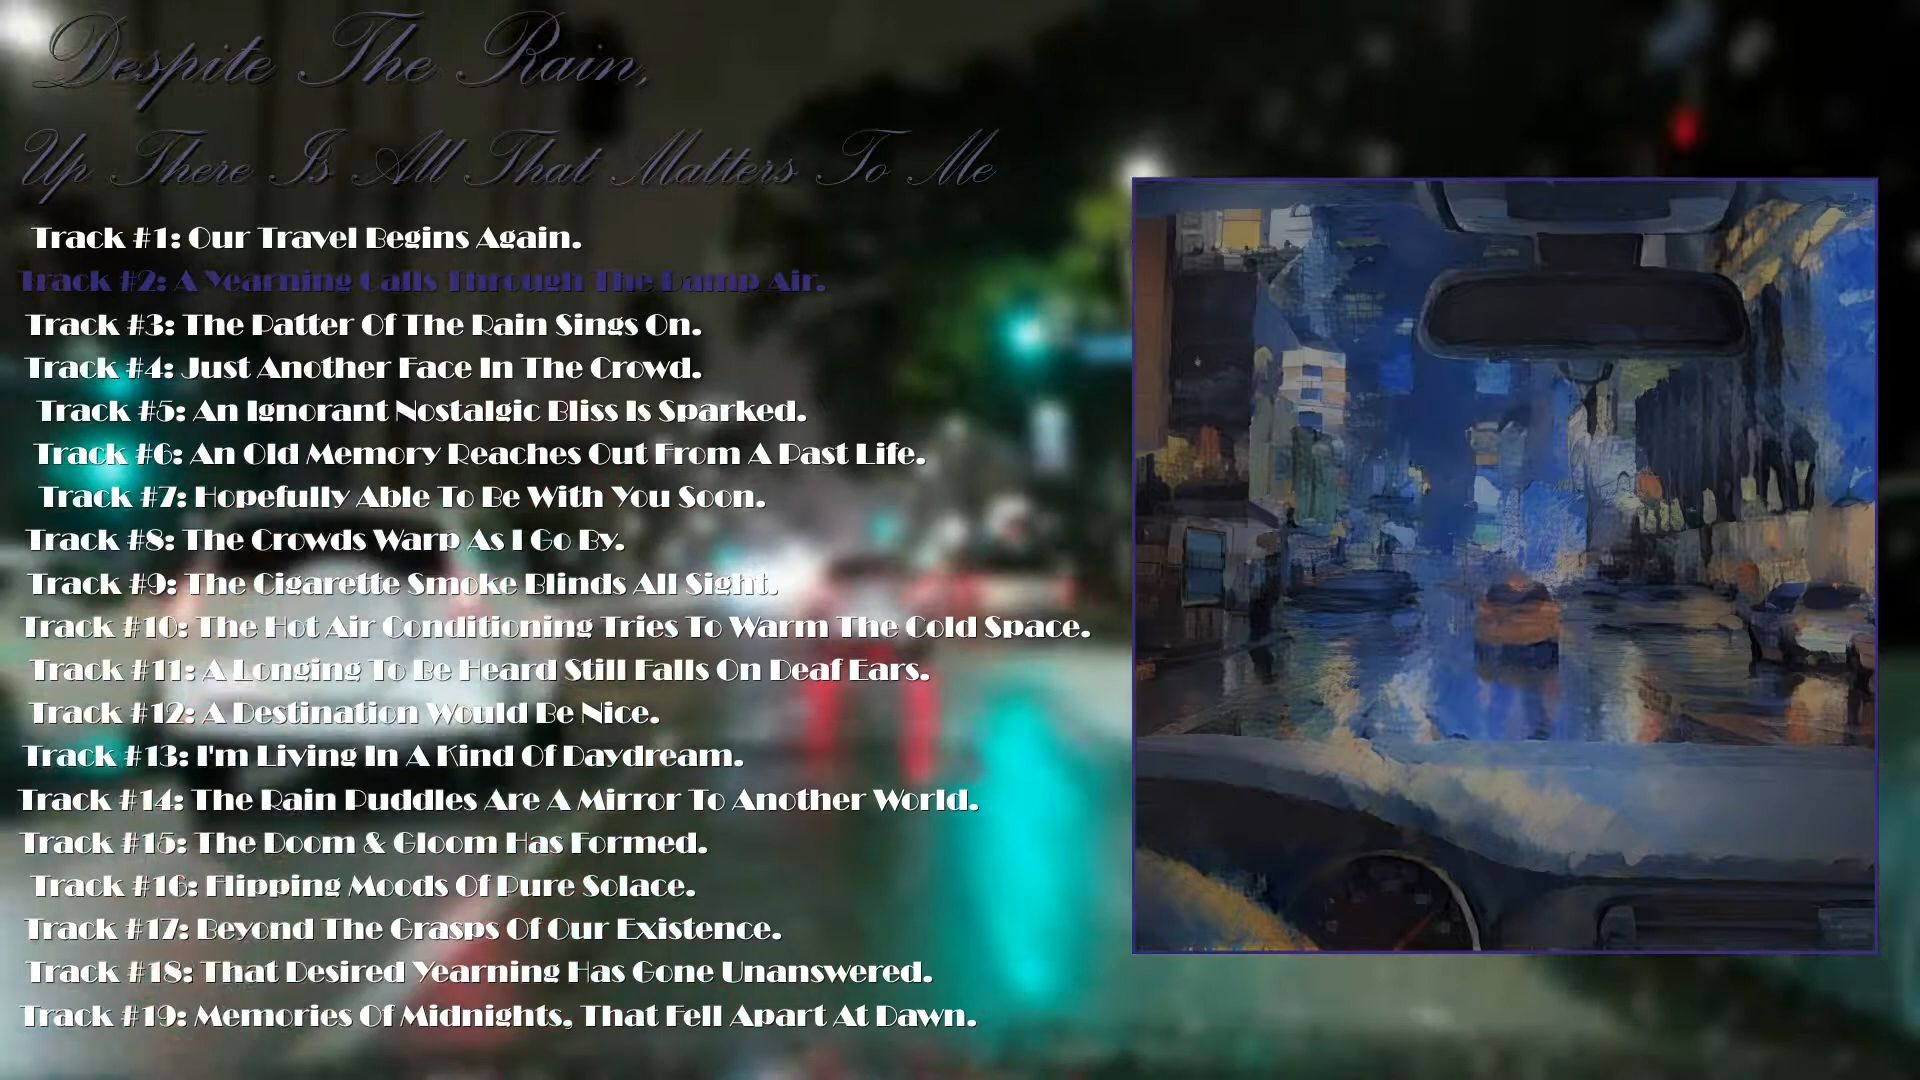 Despite The Rain,
Up There Is All That Matters To Me
Track #1: Our Travel Begins Again.
Track #2: A Yearning Calls Through The Damp Air.
Track #3: The Patter Of The Rain Sings On.
Track #4: Just Another Face In The Crowd.
Track #5: An Ignorant Nostalgic Bliss Is Sparked.
Track #6: An Old Memory Reaches Out From A Past Life.
Track #7: Hopefully Able To Be With You Soon.
Track #8: The Crowds Warp As I Go By.
Track #9: The Cigarette Smoke Blinds All Sight.
Track #10: The Hot Air Conditioning Tries To Warm The Cold Space.
Track #11: A Longing To Be Heard Still Falls On Deaf Ears.
Track #12: A Destination Would Be Nice.
Track #13: I'm Living In A Kind Of Daydream.
Track #14: The Rain Puddles Are A Mirror To Another World.
Track #15: The Doom & Gloom Has Formed.
Track #16: Flipping Moods Of Pure Solace.
Track #17: Beyond The Grasps Of Our Existence.
Track #18: That Desired Yearning Has Gone Unanswered.
Track #19: Memories Of Midnights, That Fell Apart At Dawn.